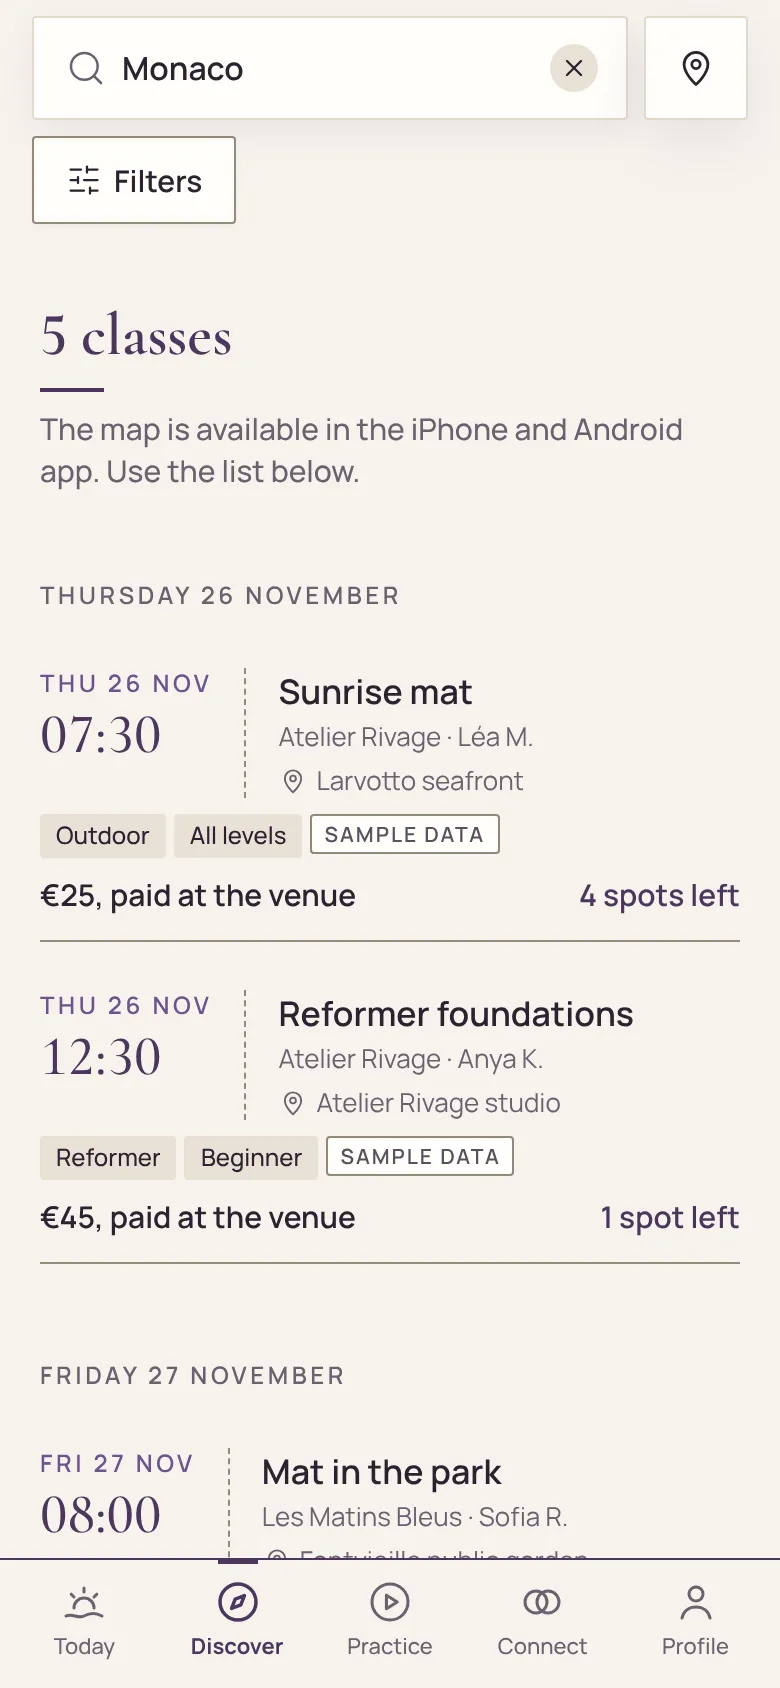 Monaco
Filters
5 classes
The map is available in the iPhone and Android
app. Use the list below.
THURSDAY 26 NOVEMBER
THU 26 NOV
07:30
Sunrise mat
Atelier Rivage · Léa M.
Larvotto seafront
Outdoor
All levels
SAMPLE DATA
€25, paid at the venue
4 spots left
THU 26 NOV
12:30
Reformer foundations
Atelier Rivage · Anya K.
Atelier Rivage studio
Reformer
Beginner
SAMPLE DATA
€45, paid at the venue
1 spot left
FRIDAY 27 NOVEMBER
FRI 27 NOV
08:00
Mat in the park
Les Matins Bleus · Sofia R.
Fontvieille public garden
Today
Discover
Practice
Connect
Profile